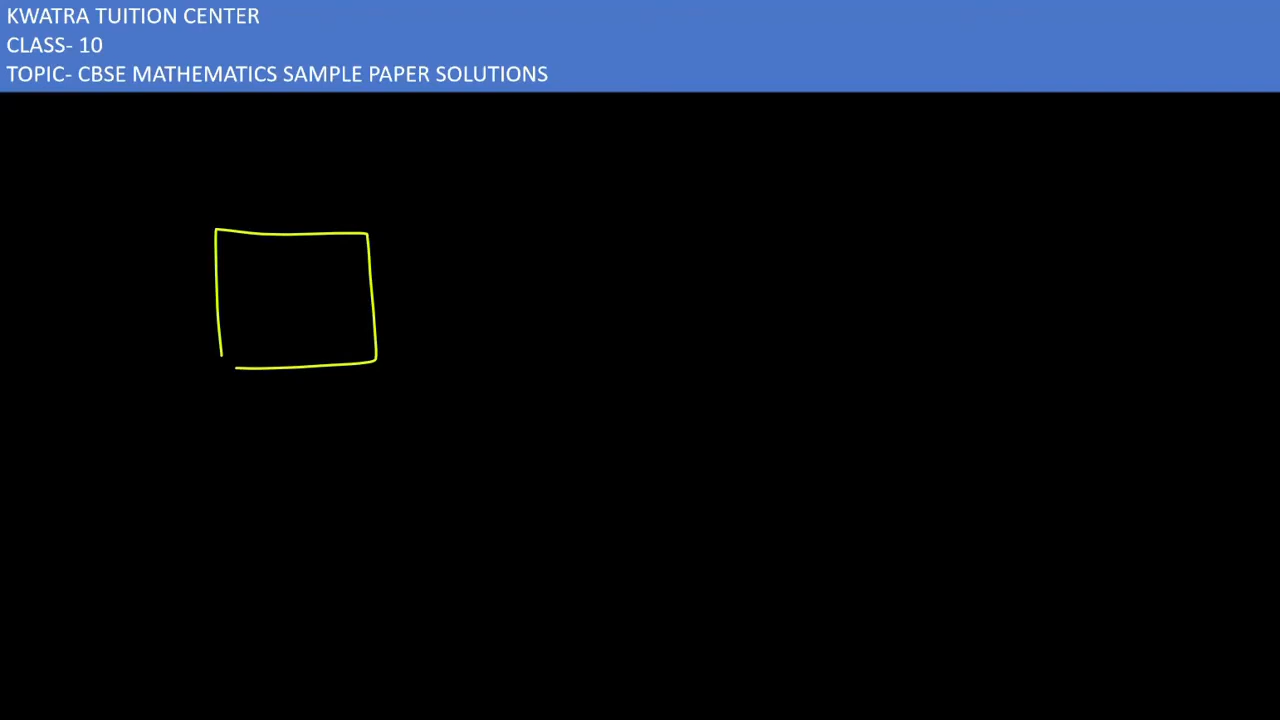 KWATRA TUITION CENTER
CLASS- 10
TOPIC- CBSE MATHEMATICS SAMPLE PAPER SOLUTIONS